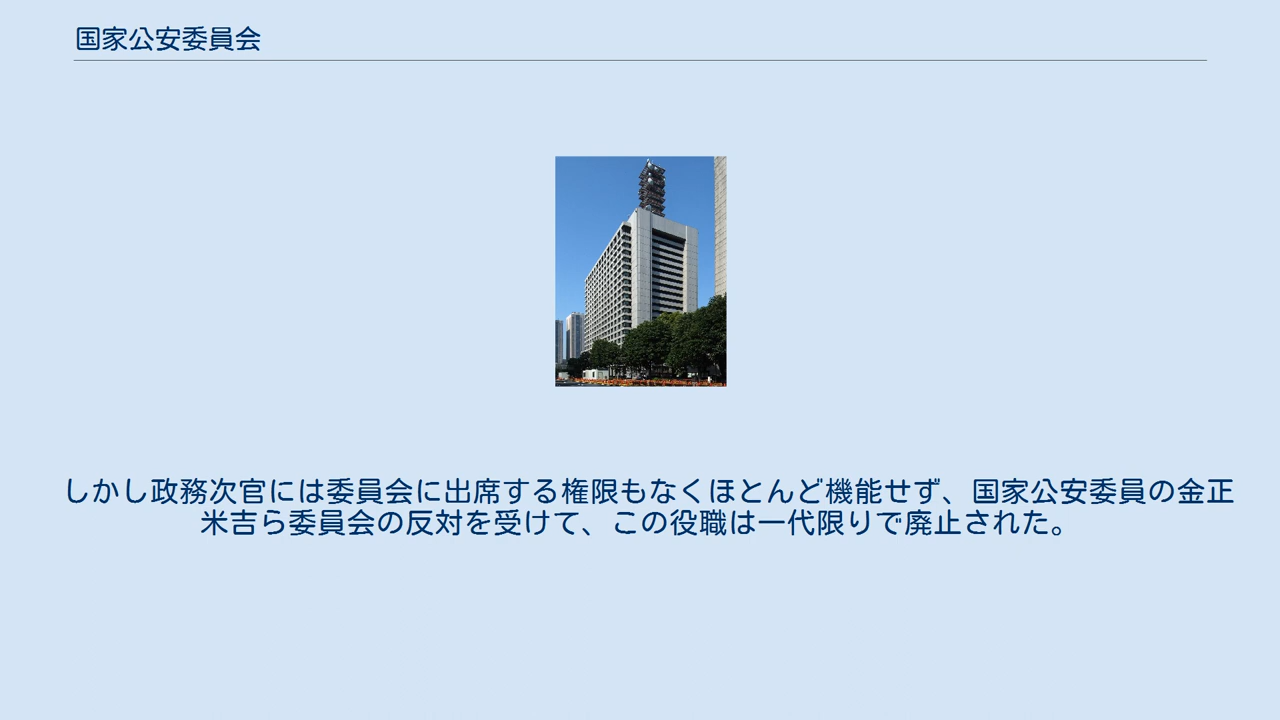 国家公安委員会
しかし政務次官には委員会に出席する権限もなくほとんど機能せず、国家公安委員の金正
米吉ら委員会の反対を受けて、この役職は一代限りで廃止された。